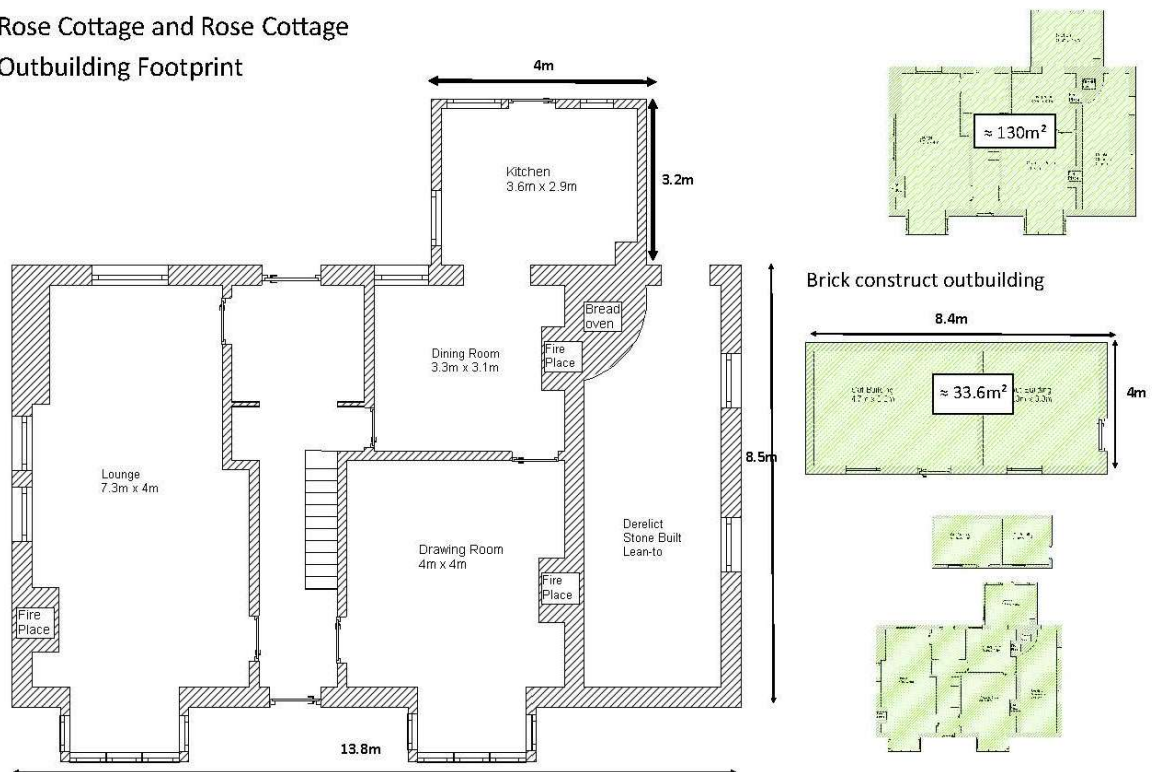 Rose Cottage and Rose Cottage
Outbuilding Footprint
4m
Kitchen
3.6m x 2.9m
3.2m
≈ 130m²
Brick construct outbuilding
8.4m
≈ 33.6m²
4m
Bread
oven
Dining Room
3.3m x 3.1m
Fire
Place
8.5m
Lounge
7.3m x 4m
Derelict
Stone Built
Lean-to
Drawing Room
4m x 4m
Fire
Place
Fire
Place
13.8m